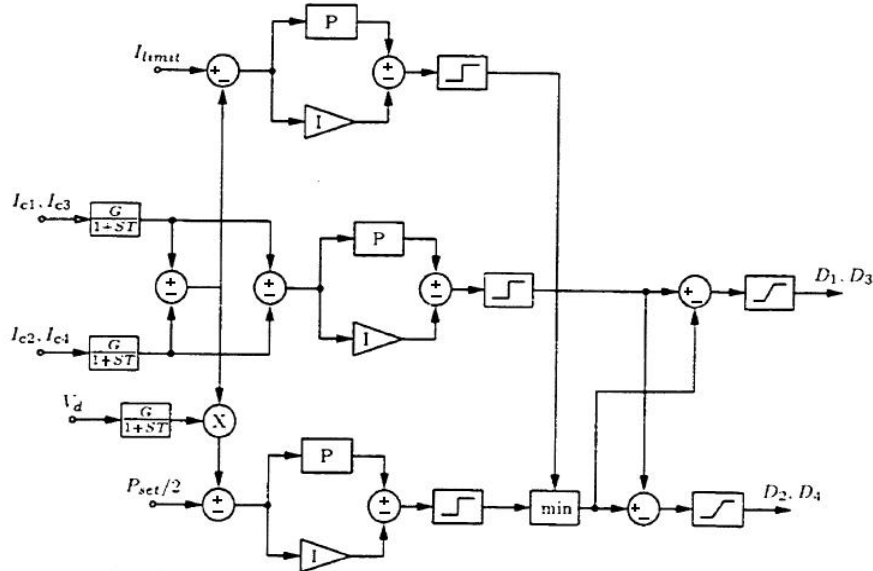 I_limit
P
+
−
±
−
I
I_c1, I_c3
G
1+ST
P
±
−
±
−
±
−
+
−
D_1, D_3
I
I_c2, I_c4
G
1+ST
V_d
G
1+ST
X
P
P_set/2
±
−
±
−
min
+
−
D_2, D_4
I